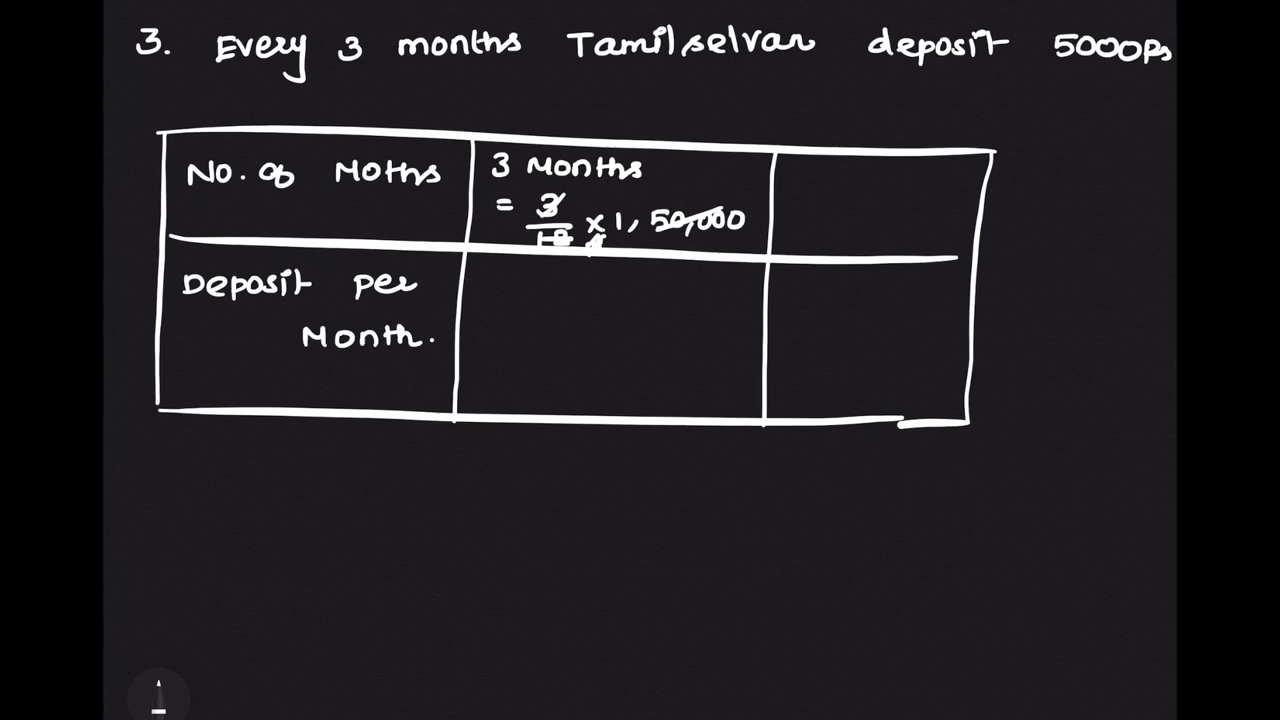 3. Every 3 months Tamilselvan deposit 5000Rs
No. of Moths
3 Months
= 3/12 × 1, 50,000
Deposit per
Month.